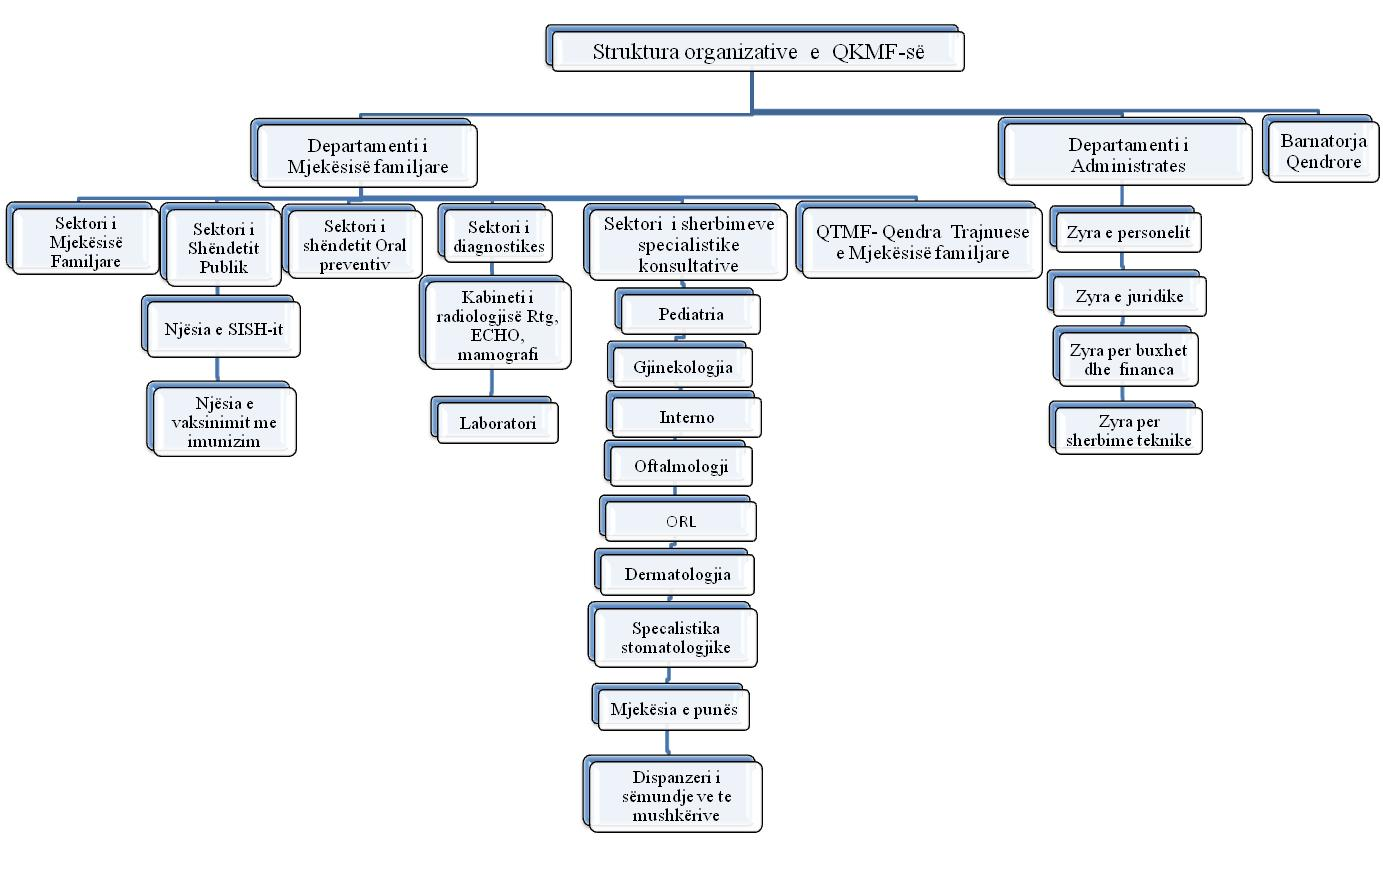 Struktura organizative e QKMF-së
Departamenti i
Mjekësisë familjare
Departamenti i
Administrates
Barnatorja
Qendrore
Sektori i
Mjekësisë
Familjare
Sektori i
Shëndetit
Publik
Sektori i
shëndetit Oral
preventiv
Sektori i
diagnostikes
Sektori i sherbimeve
specialistike
konsultative
QTMF- Qendra Trajnuese
e Mjekësisë familjare
Zyra e personelit
Njësia e SISH-it
Njësia e
vaksinimit me
imunizim
Kabineti i
radiologjisë Rtg,
ECHO,
mamografi
Laboratori
Pediatria
Gjinekologjia
Interno
Oftalmologji
ORL
Dermatologjia
Specalistika
stomatologjike
Mjekësia e punës
Dispanzeri i
sëmundje ve te
mushkërive
Zyra e juridike
Zyra per buxhet
dhe financa
Zyra per
sherbime teknike